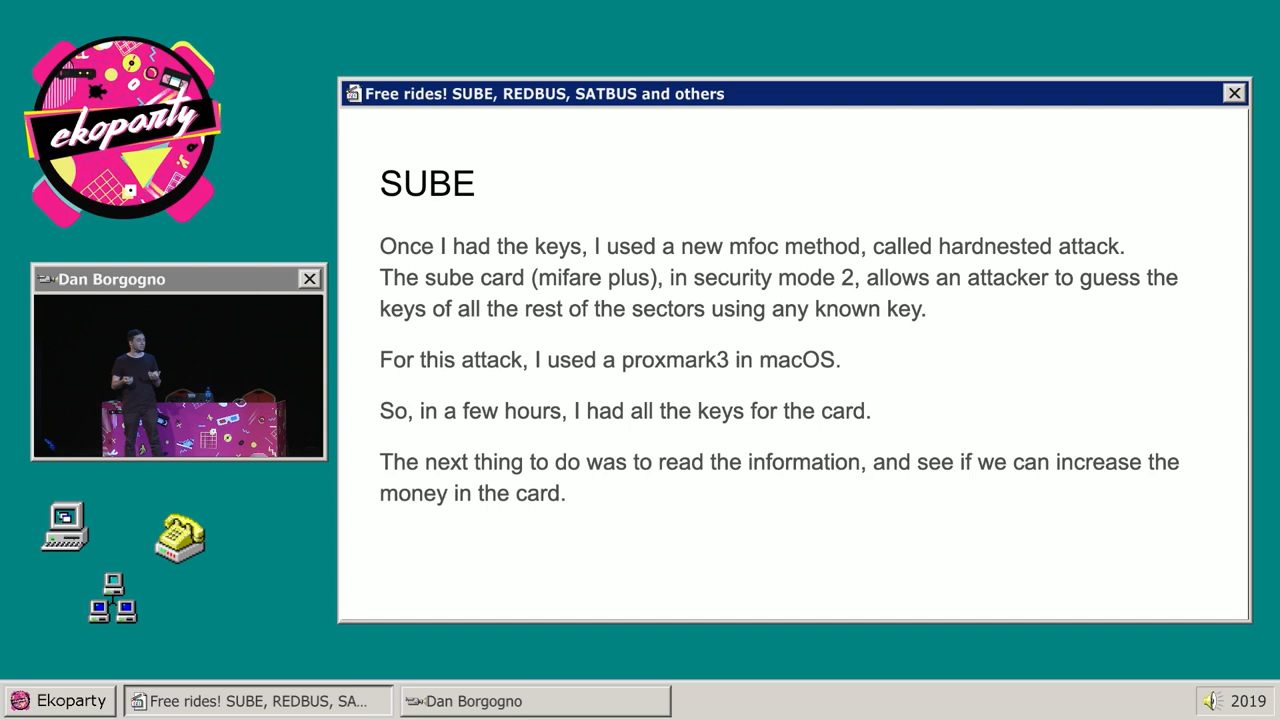 ekoparty
Free rides! SUBE, REDBUS, SATBUS and others
SUBE
Once I had the keys, I used a new mfoc method, called hardnested attack.
The sube card (mifare plus), in security mode 2, allows an attacker to guess the
keys of all the rest of the sectors using any known key.
For this attack, I used a proxmark3 in macOS.
So, in a few hours, I had all the keys for the card.
The next thing to do was to read the information, and see if we can increase the
money in the card.
Dan Borgogno
Ekoparty
Free rides! SUBE, REDBUS, SA...
Dan Borgogno
2019